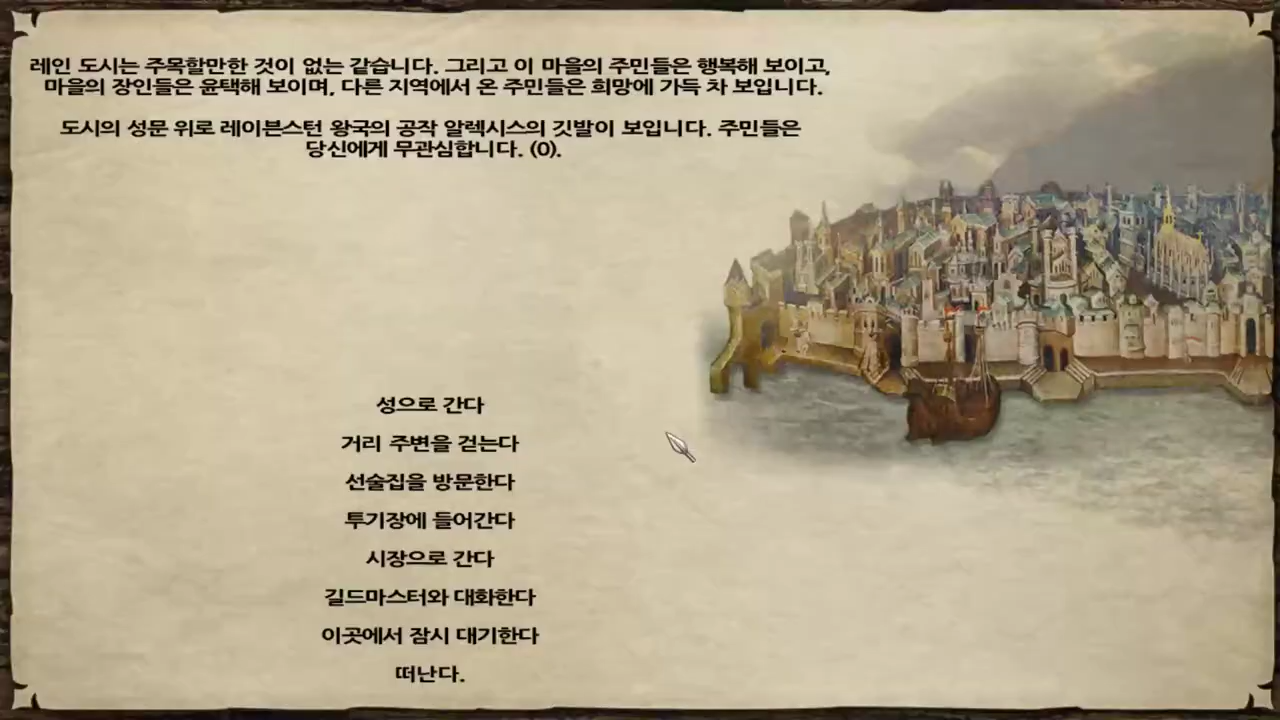 레인 도시는 주목할만한 것이 없는 같습니다. 그리고 이 마을의 주민들은 행복해 보이고,
마을의 장인들은 윤택해 보이며, 다른 지역에서 온 주민들은 희망에 가득 차 보입니다.
도시의 성문 위로 레이븐스턴 왕국의 공작 알렉시스의 깃발이 보입니다. 주민들은
당신에게 무관심합니다. (0).
성으로 간다
거리 주변을 걷는다
선술집을 방문한다
투기장에 들어간다
시장으로 간다
길드마스터와 대화한다
이곳에서 잠시 대기한다
떠난다.